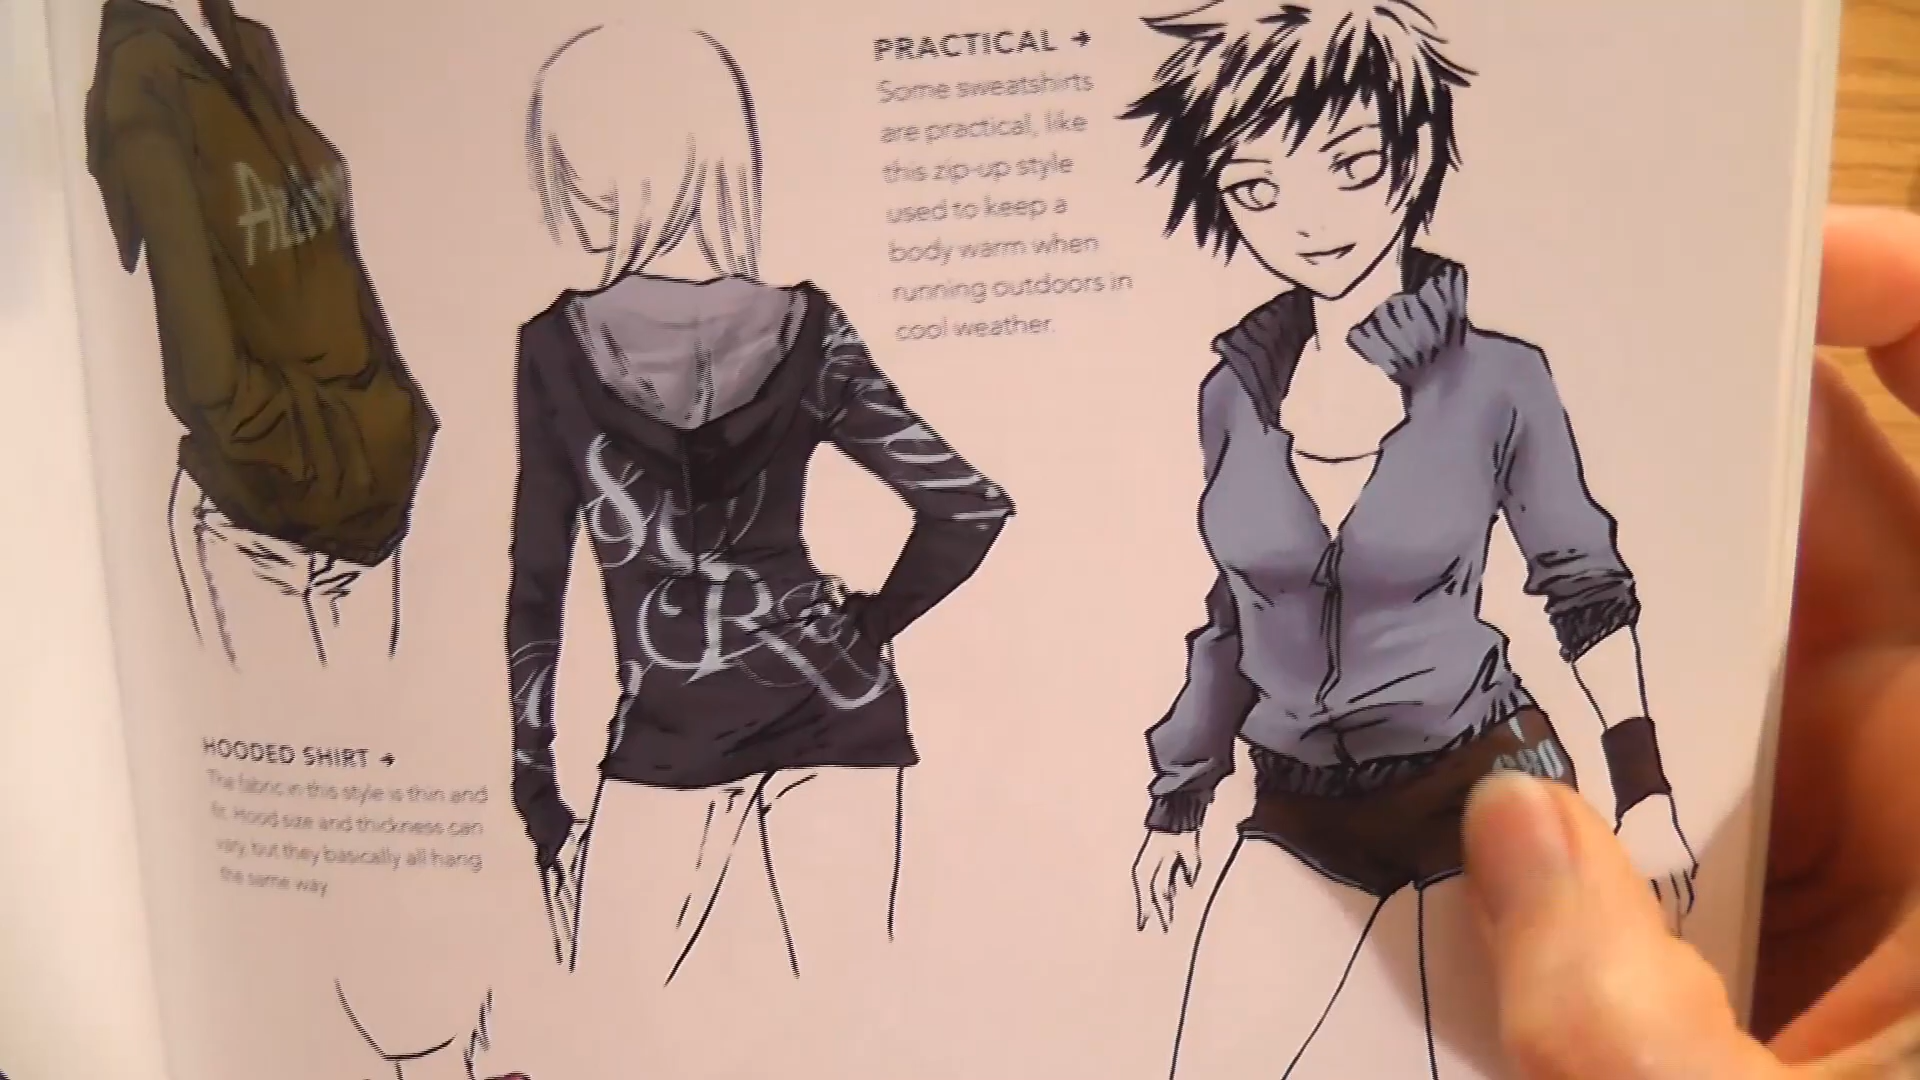 PRACTICAL →
Some sweatshirts
are practical, like
this zip-up style
used to keep a
body warm when
running outdoors in
cool weather.
HOODED SHIRT →
The fabric in this style is thin and
fit. Hood size and thickness can
vary, but they basically all hang
the same way.